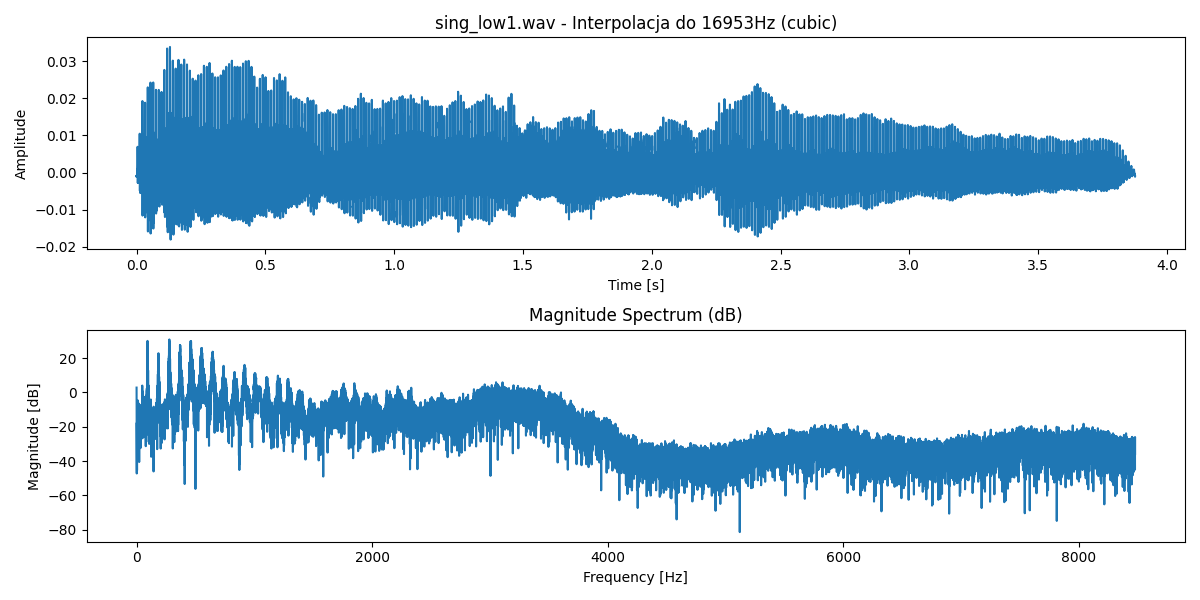 sing_low1.wav - Interpolacja do 16953Hz (cubic)
0.03
0.02
0.01
0.00
−0.01
−0.02
Amplitude
0.0 0.5 1.0 1.5 2.0 2.5 3.0 3.5 4.0
Time [s]
Magnitude Spectrum (dB)
20
0
−20
−40
−60
−80
Magnitude [dB]
0 2000 4000 6000 8000
Frequency [Hz]